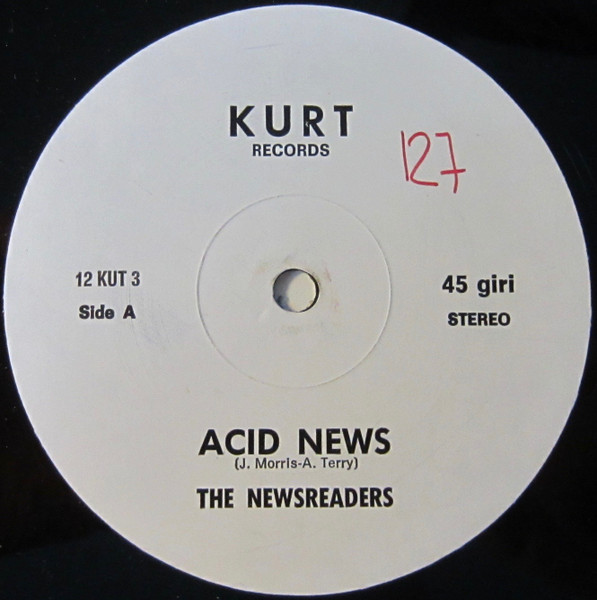 KURT
RECORDS
127
12 KUT 3
Side A
45 giri
STEREO
ACID NEWS
(J. Morris-A. Terry)
THE NEWSREADERS